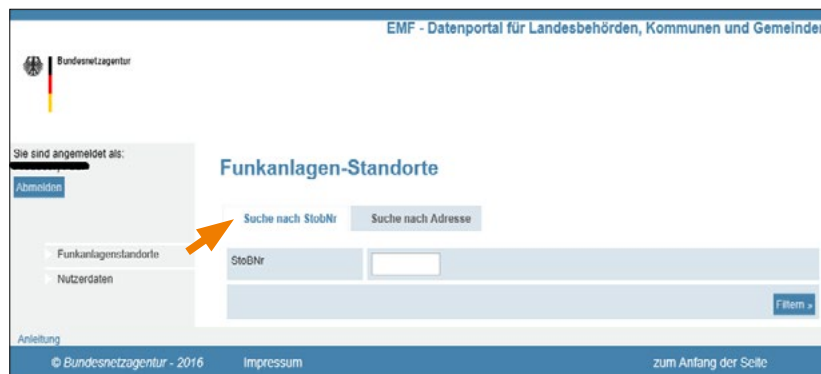 EMF - Datenportal für Landesbehörden, Kommunen und Gemeinden
Bundesnetzagentur
Sie sind angemeldet als:
Abmelden
Funkanlagen-Standorte
Suche nach StobNr
Suche nach Adresse
Funkanlagenstandorte
Nutzerdaten
StoBNr
Filtern »
Anleitung
© Bundesnetzagentur - 2016
Impressum
zum Anfang der Seite